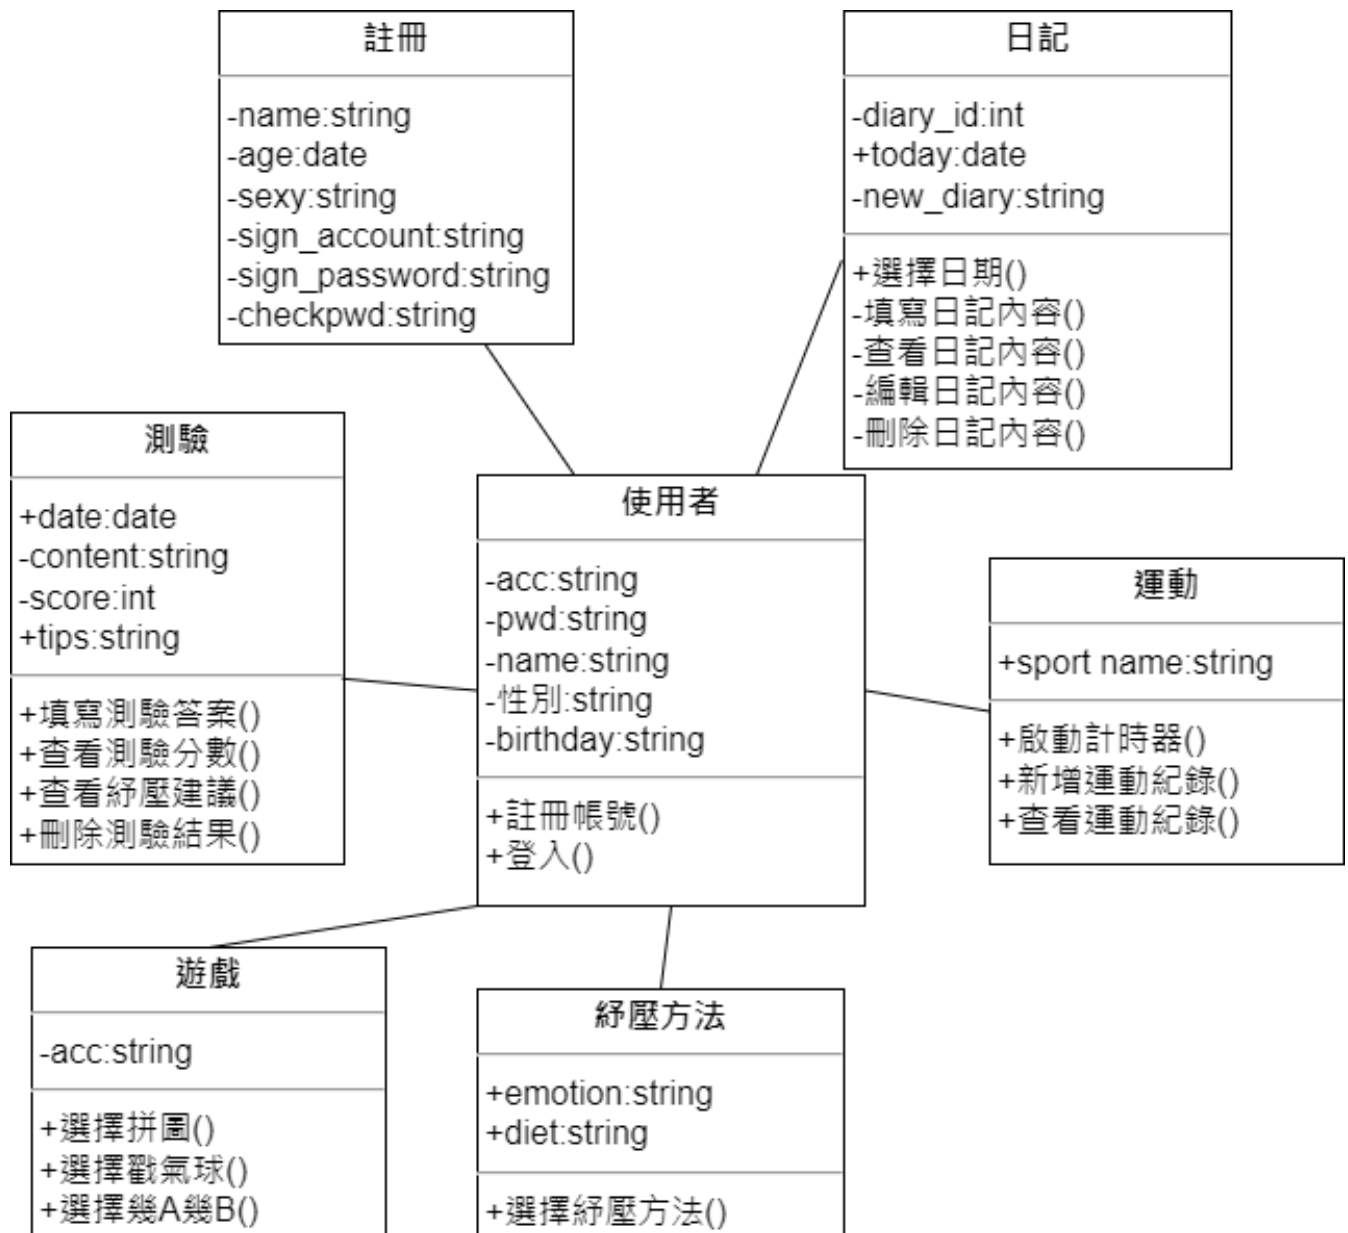 註冊
-name:string
-age:date
-sexy:string
-sign_account:string
-sign_password:string
-checkpwd:string
日記
-diary_id:int
+today:date
-new_diary:string
+選擇日期()
-填寫日記內容()
-查看日記內容()
-編輯日記內容()
-刪除日記內容()
測驗
+date:date
-content:string
-score:int
+tips:string
+填寫測驗答案()
+查看測驗分數()
+查看紓壓建議()
+刪除測驗結果()
使用者
-acc:string
-pwd:string
-name:string
-性別:string
-birthday:string
+註冊帳號()
+登入()
運動
+sport name:string
+啟動計時器()
+新增運動紀錄()
+查看運動紀錄()
遊戲
-acc:string
+選擇拼圖()
+選擇戳氣球()
+選擇幾A幾B()
紓壓方法
+emotion:string
+diet:string
+選擇紓壓方法()